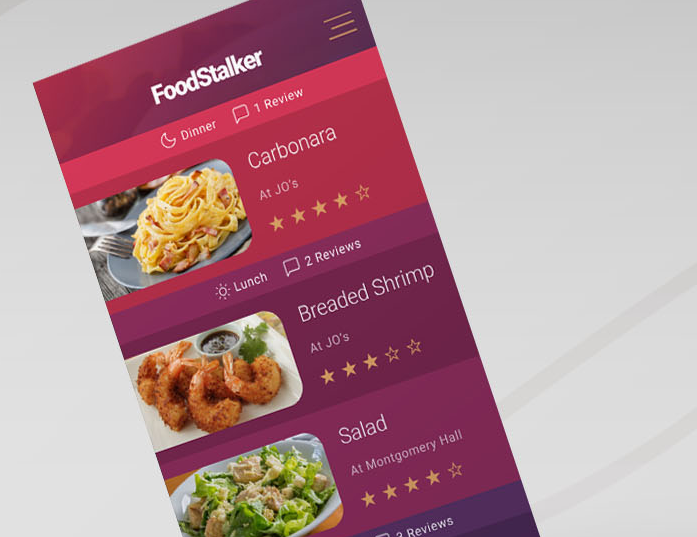 FoodStalker
Dinner 1 Review
Carbonara
At JO's
Lunch 2 Reviews
Breaded Shrimp
At JO's
Salad
At Montgomery Hall
3 Reviews